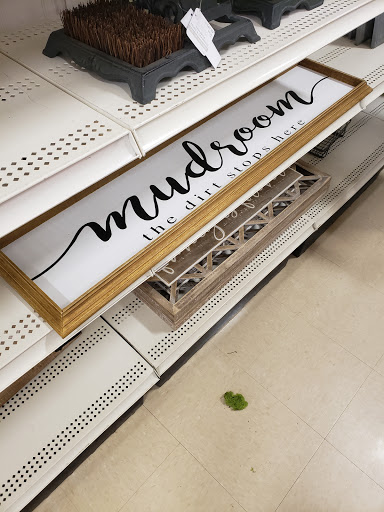 mudroom
the dirt stops here